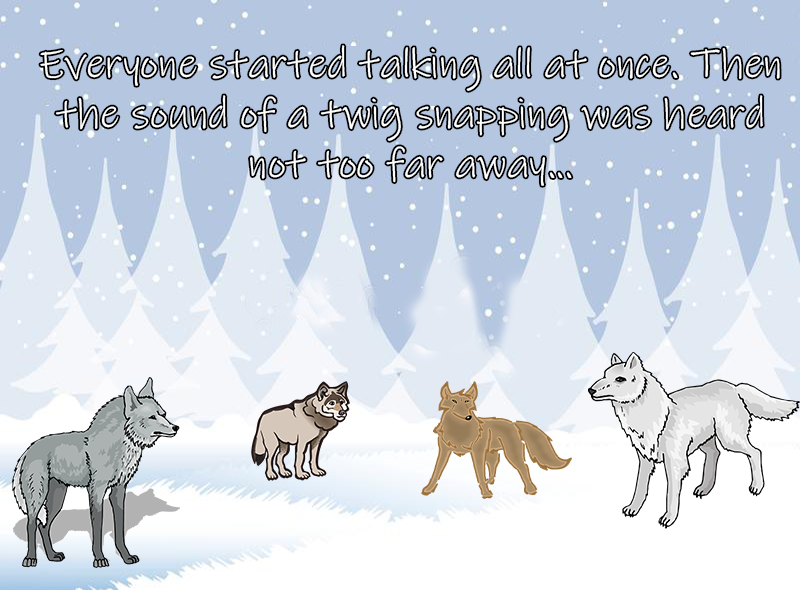 Everyone started talking all at once. Then
the sound of a twig snapping was heard
not too far away...